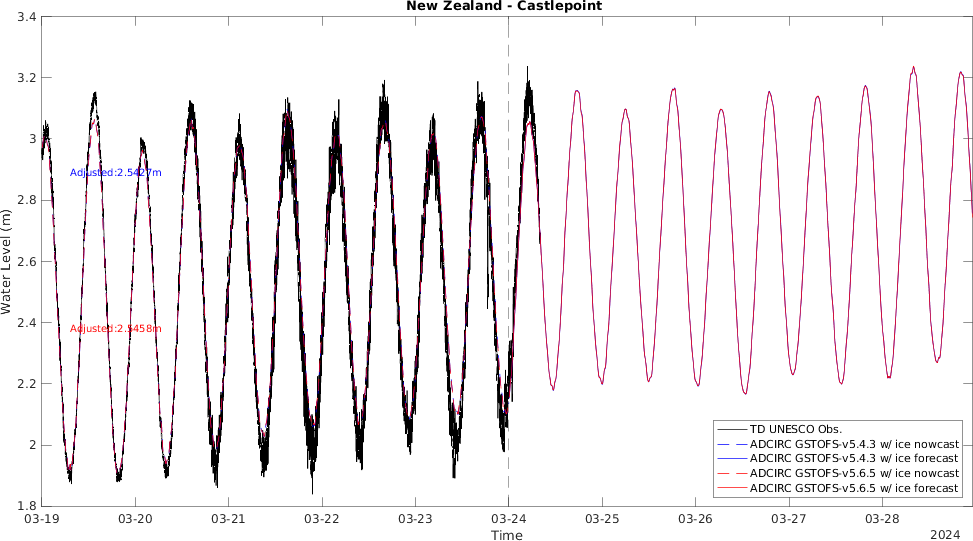 New Zealand - Castlepoint
3.4
3.2
3
2.8
2.6
2.4
2.2
2
1.8
Water Level (m)
Adjusted:2.5427m
Adjusted:2.5458m
TD UNESCO Obs.
ADCIRC GSTOFS-v5.4.3 w/ ice nowcast
ADCIRC GSTOFS-v5.4.3 w/ ice forecast
ADCIRC GSTOFS-v5.6.5 w/ ice nowcast
ADCIRC GSTOFS-v5.6.5 w/ ice forecast
03-19 03-20 03-21 03-22 03-23 03-24 03-25 03-26 03-27 03-28
Time
2024